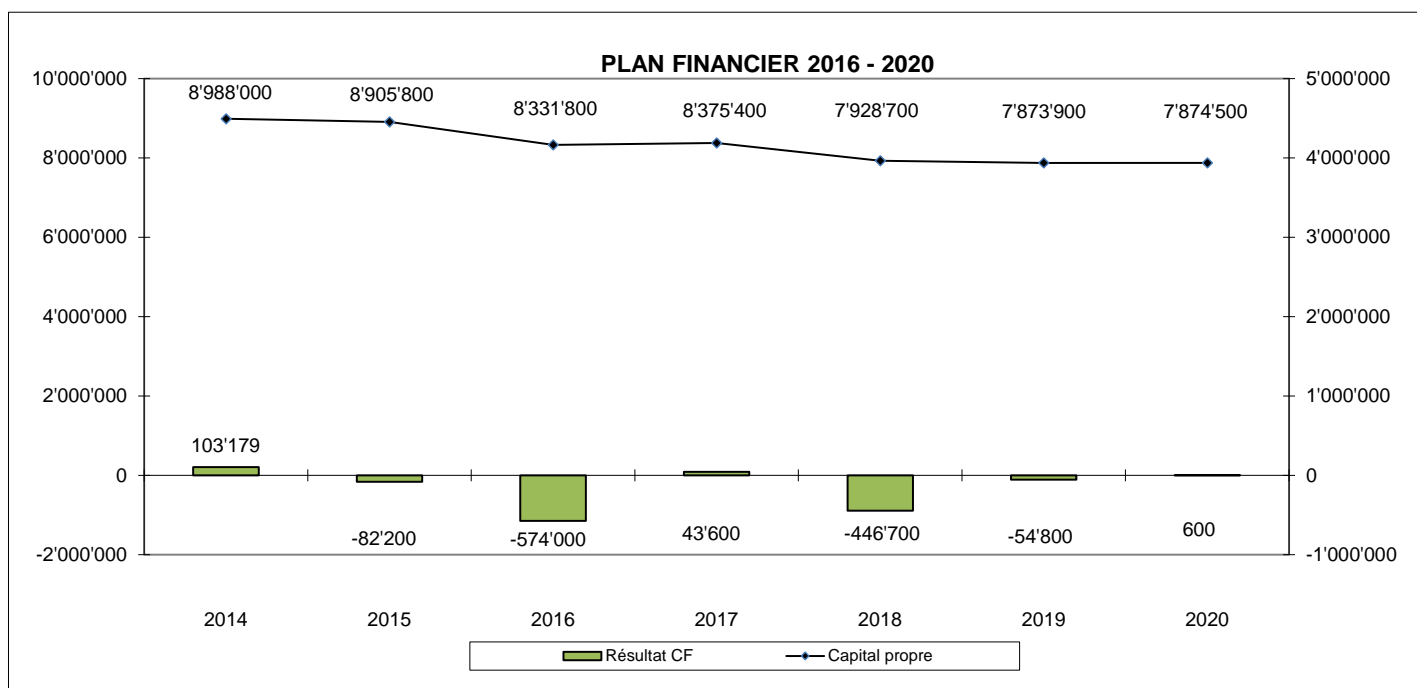 PLAN FINANCIER 2016 - 2020
10'000'000 5'000'000
8'988'000 8'905'800 8'331'800 8'375'400 7'928'700 7'873'900 7'874'500
8'000'000 4'000'000
6'000'000 3'000'000
4'000'000 2'000'000
2'000'000 1'000'000
103'179
0 0
-82'200 -574'000 43'600 -446'700 -54'800 600
-2'000'000 -1'000'000
2014 2015 2016 2017 2018 2019 2020
Résultat CF Capital propre